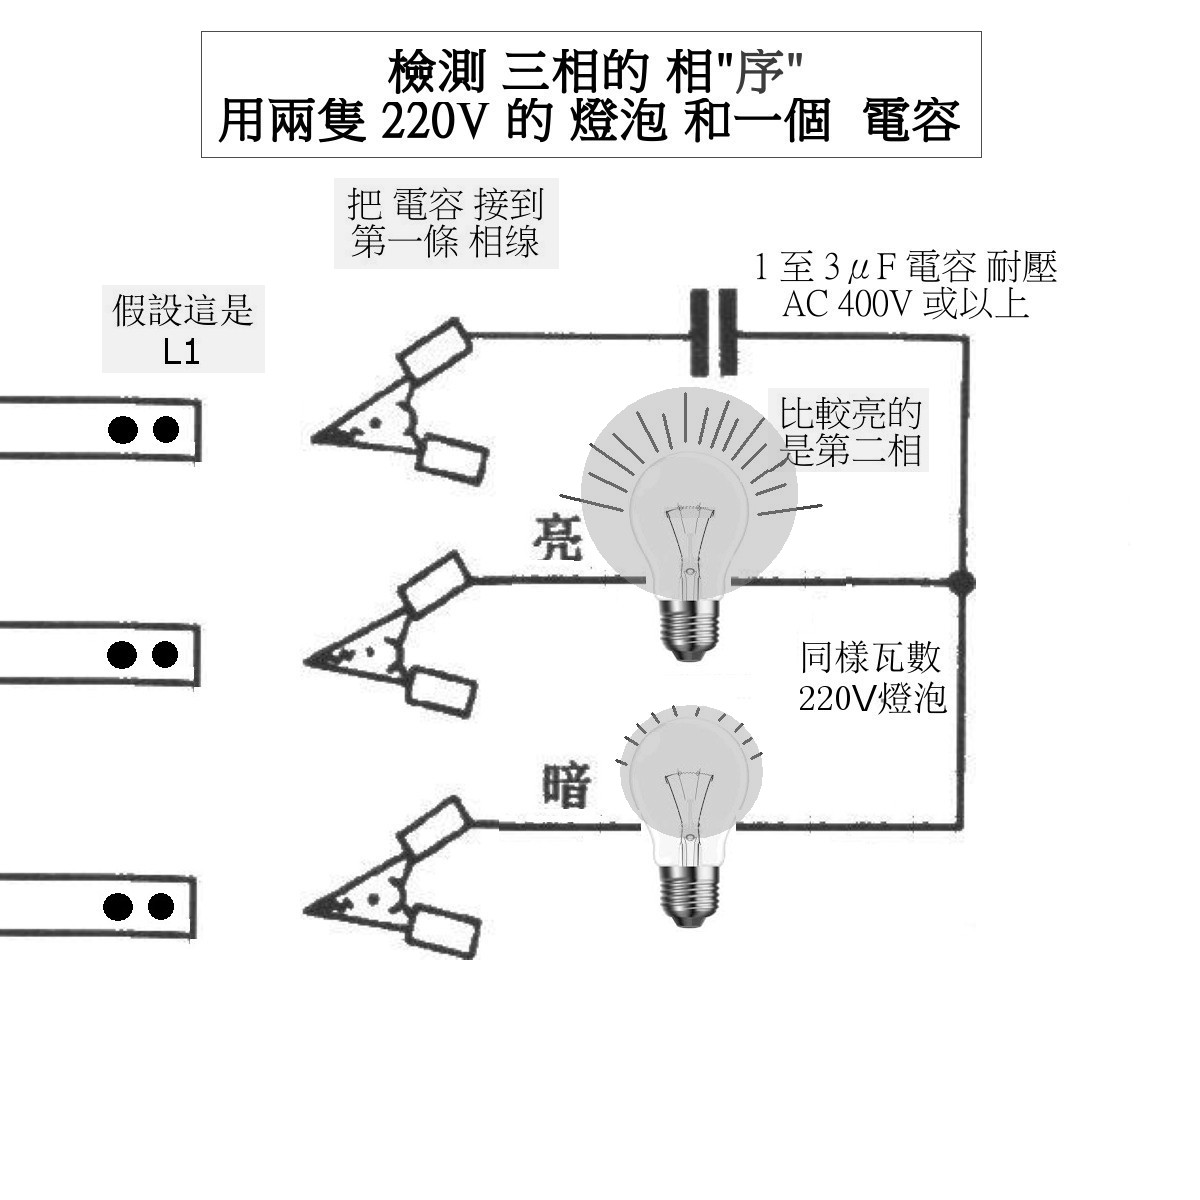 檢測 三相的 相"序"
用兩隻 220V 的 燈泡 和一個 電容
把 電容 接到
第一條 相线
1 至 3 μF 電容 耐壓
AC 400V 或以上
假設這是
L1
比較亮的
是第二相
亮
同樣瓦數
220V燈泡
暗